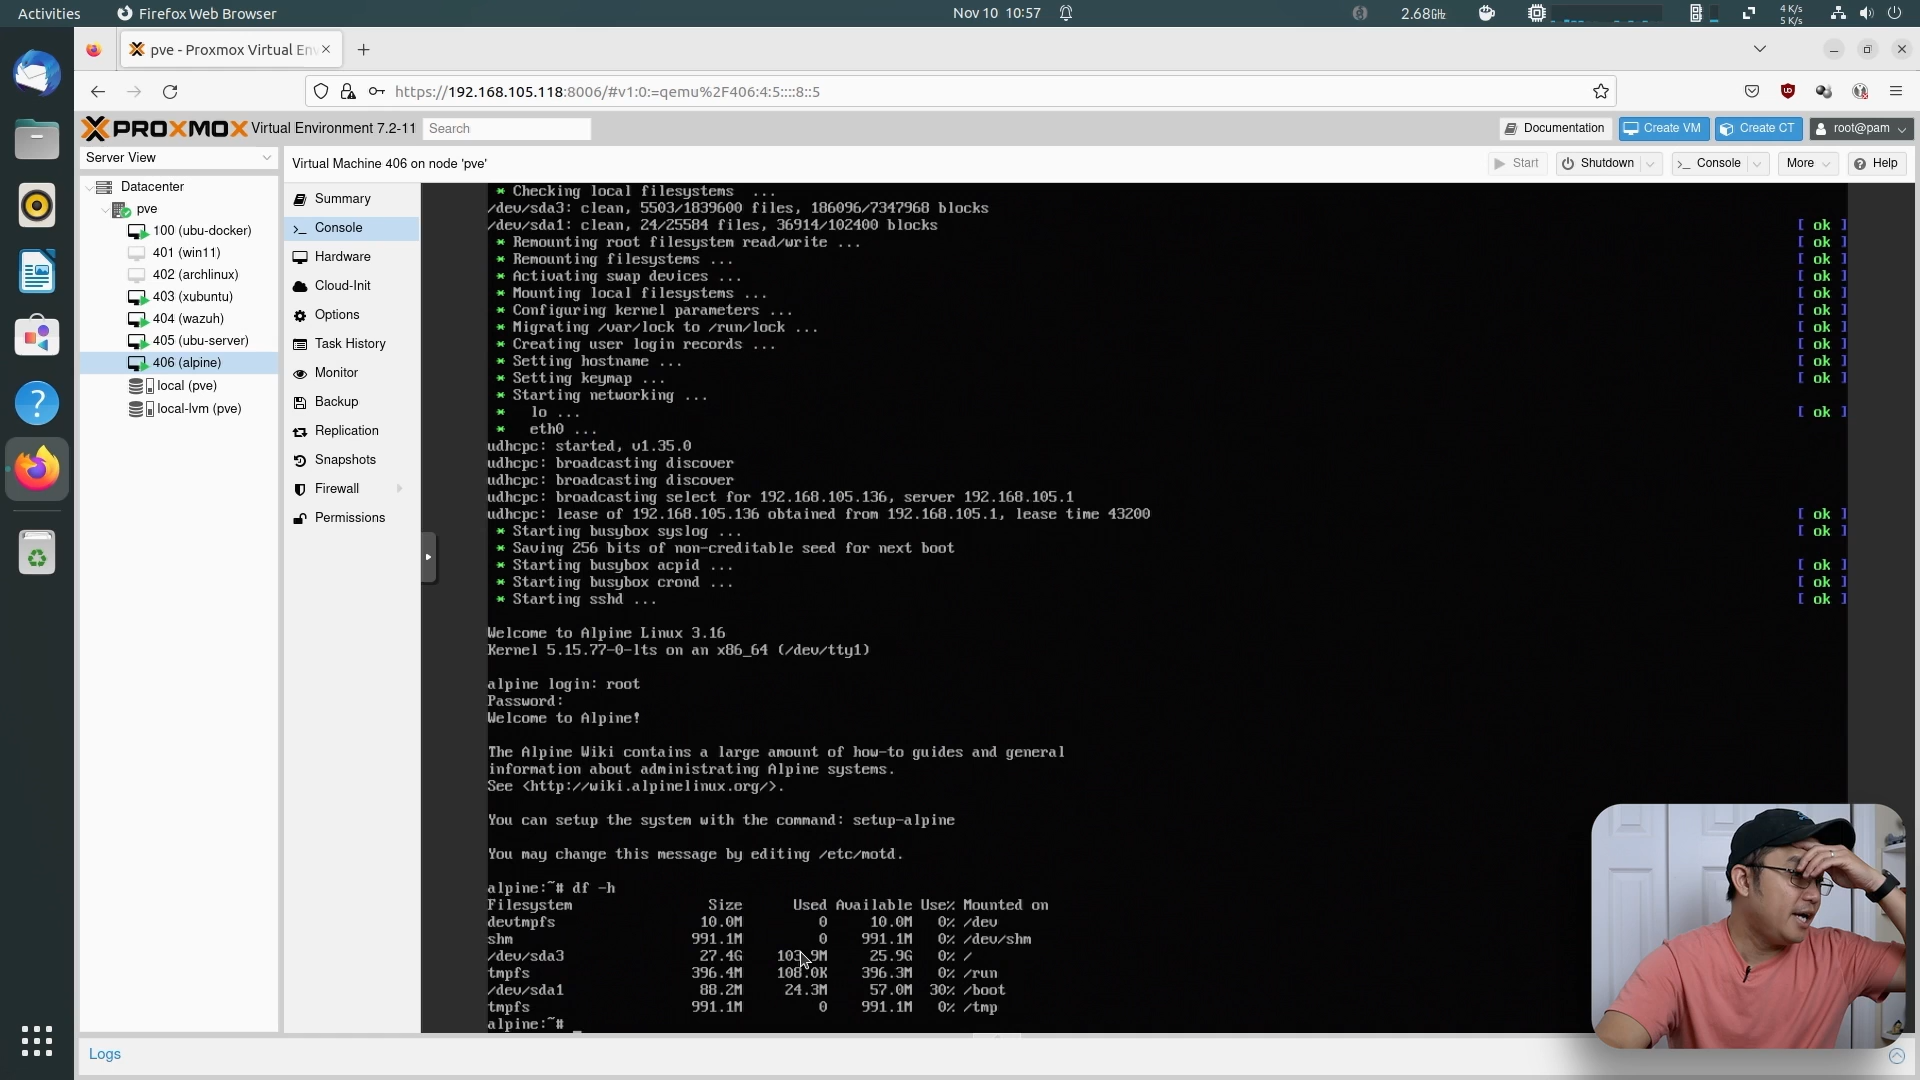 Activities
Firefox Web Browser
Nov 10 10:57
2.68GHz
4 K/s
5 K/s
pve - Proxmox Virtual Env
https://192.168.105.118:8006/#v1:0:=qemu%2F406:4:5::::8::5
PROXMOX Virtual Environment 7.2-11
Search
Documentation
Create VM
Create CT
root@pam
Server View
Virtual Machine 406 on node 'pve'
Start
Shutdown
Console
More
Help
Datacenter
pve
100 (ubu-docker)
401 (win11)
402 (archlinux)
403 (xubuntu)
404 (wazuh)
405 (ubu-server)
406 (alpine)
local (pve)
local-lvm (pve)
Summary
Console
Hardware
Cloud-Init
Options
Task History
Monitor
Backup
Replication
Snapshots
Firewall
Permissions
* Checking local filesystems ...
/dev/sda3: clean, 5503/1839600 files, 186096/7347968 blocks
/dev/sda1: clean, 24/25584 files, 36914/102400 blocks [ ok ]
* Remounting root filesystem read/write ... [ ok ]
* Remounting filesystems ... [ ok ]
* Activating swap devices ... [ ok ]
* Mounting local filesystems ... [ ok ]
* Configuring kernel parameters ... [ ok ]
* Migrating /var/lock to /run/lock ... [ ok ]
* Creating user login records ... [ ok ]
* Setting hostname ... [ ok ]
* Setting keymap ... [ ok ]
* Starting networking ...
* lo ... [ ok ]
* eth0 ...
udhcpc: started, v1.35.0
udhcpc: broadcasting discover
udhcpc: broadcasting discover
udhcpc: broadcasting select for 192.168.105.136, server 192.168.105.1
udhcpc: lease of 192.168.105.136 obtained from 192.168.105.1, lease time 43200 [ ok ]
* Starting busybox syslog ... [ ok ]
* Saving 256 bits of non-creditable seed for next boot
* Starting busybox acpid ... [ ok ]
* Starting busybox crond ... [ ok ]
* Starting sshd ... [ ok ]
Welcome to Alpine Linux 3.16
Kernel 5.15.77-0-lts on an x86_64 (/dev/tty1)
alpine login: root
Password:
Welcome to Alpine!
The Alpine Wiki contains a large amount of how-to guides and general
information about administrating Alpine systems.
See <http://wiki.alpinelinux.org/>.
You can setup the system with the command: setup-alpine
You may change this message by editing /etc/motd.
alpine:~# df -h
Filesystem Size Used Available Use% Mounted on
devtmpfs 10.0M 0 10.0M 0% /dev
shm 991.1M 0 991.1M 0% /dev/shm
/dev/sda3 27.4G 103.9M 25.9G 0% /
tmpfs 396.4M 108.0K 396.3M 0% /run
/dev/sda1 88.2M 24.3M 57.0M 30% /boot
tmpfs 991.1M 0 991.1M 0% /tmp
alpine:~# _
Logs